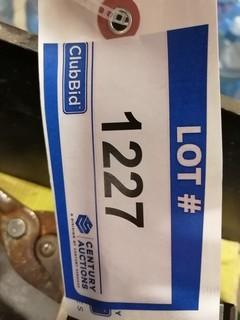 LOT #
1227
ClubBid
CENTURY
AUCTIONS